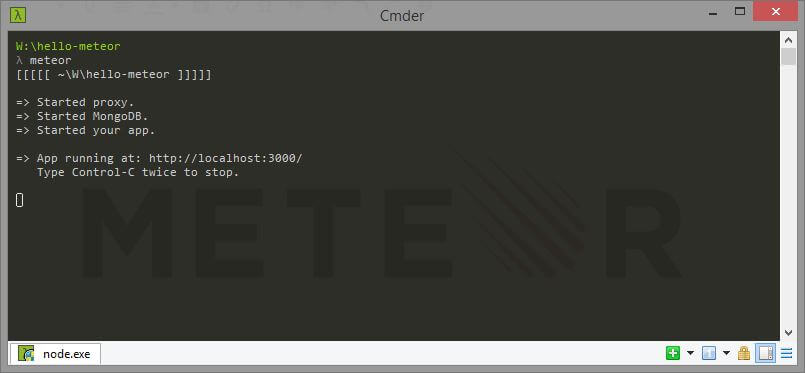 Cmder
W:\hello-meteor
λ meteor
[[[[[ ~\W\hello-meteor ]]]]]
=> Started proxy.
=> Started MongoDB.
=> Started your app.
=> App running at: http://localhost:3000/
Type Control-C twice to stop.
METEOR
node.exe